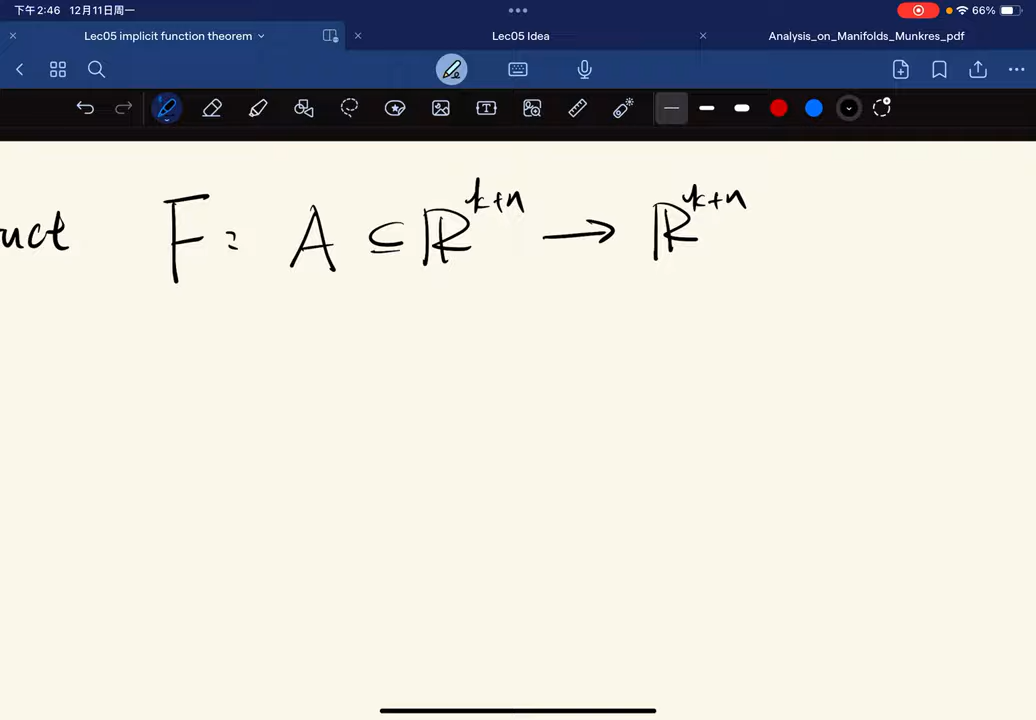 下午2:46 12月11日周一 66%
Lec05 implicit function theorem Lec05 Idea Analysis_on_Manifolds_Munkres_pdf
uct F: A ⊆ ℝ^{k+n} → ℝ^{k+n}